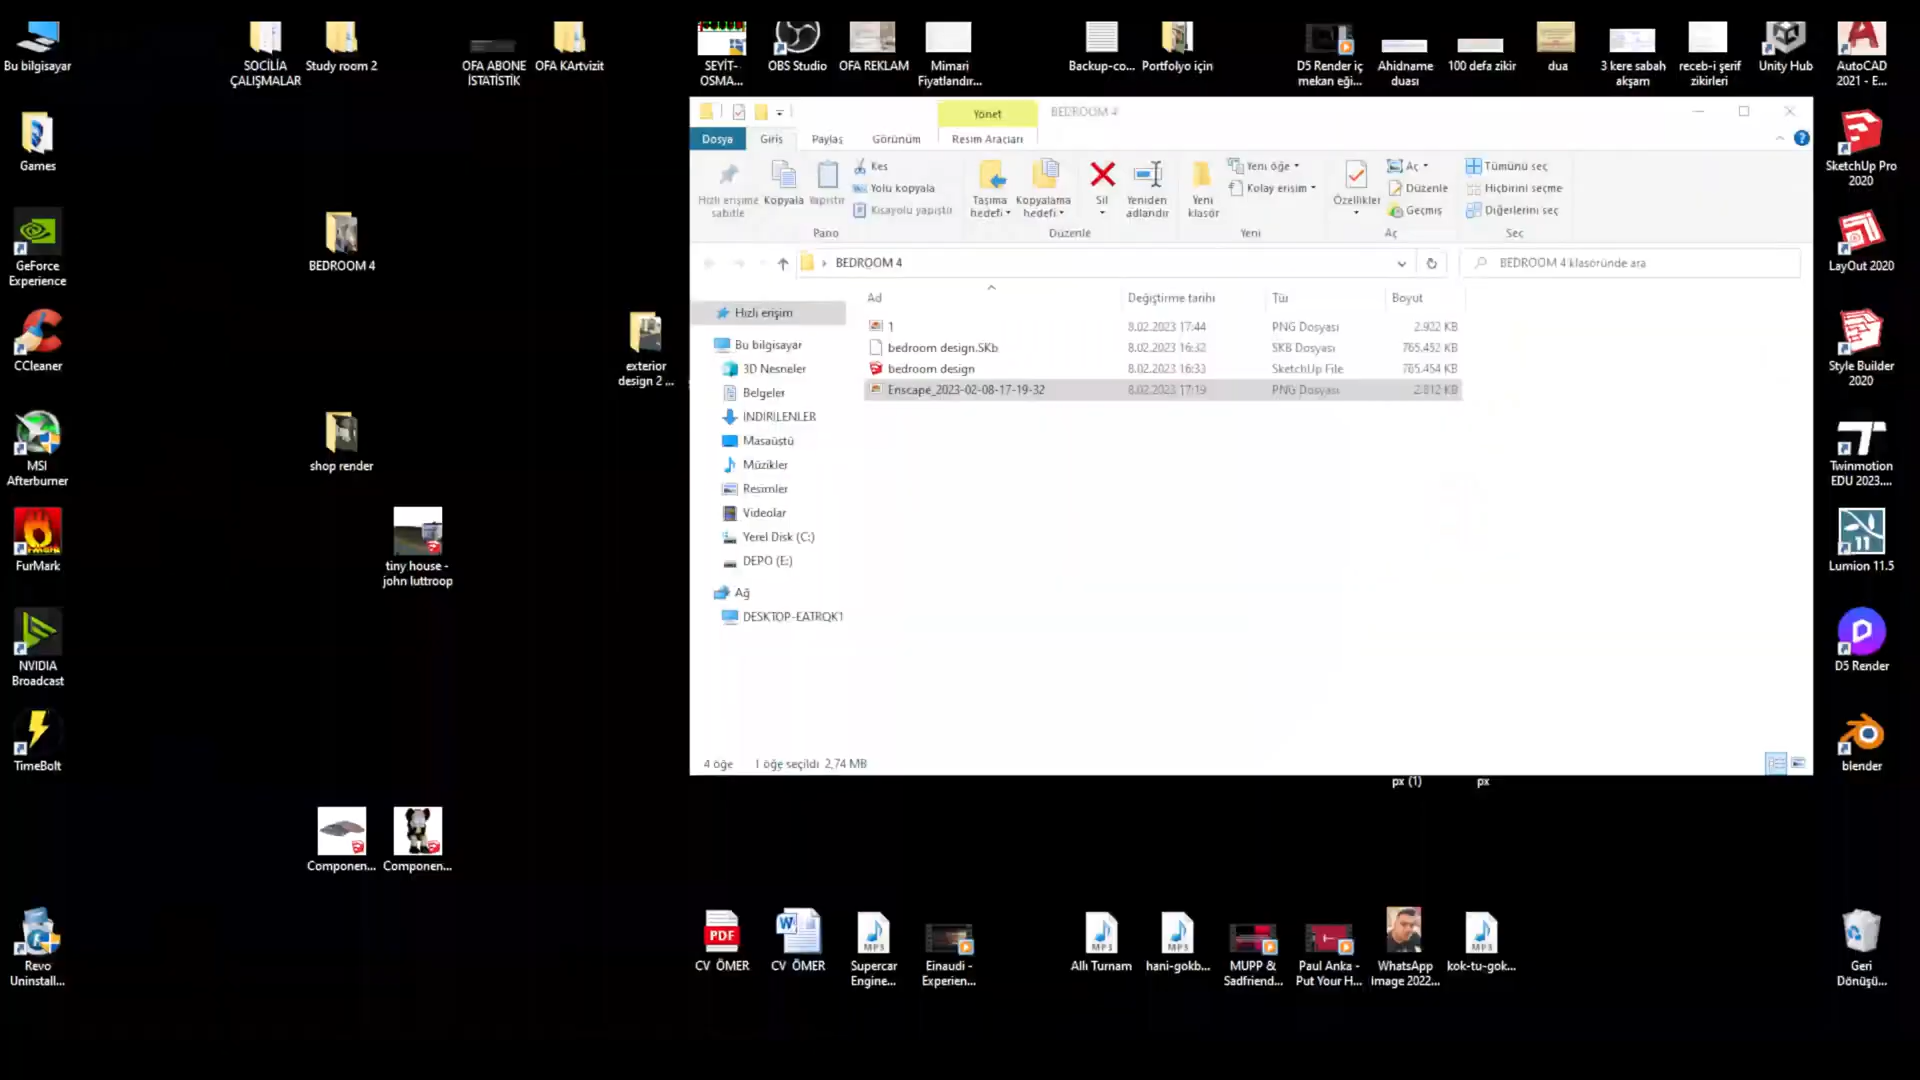 Bu bilgisayar
SOCİLİA
ÇALIŞMALAR
Study room 2
OFA ABONE
İSTATİSTİK
OFA KArtvizit
SEYİT-
OSMA...
OBS Studio
OFA REKLAM
Mimari
Fiyatlandır...
Backup-co...
Portfolyo için
D5 Render iç
mekan eği...
Ahidname
duası
100 defa zikir
dua
3 kere sabah
akşam
receb-i şerif
zikirleri
Unity Hub
AutoCAD
2021 - E...
Games
GeForce
Experience
CCleaner
MSI
Afterburner
FurMark
NVIDIA
Broadcast
TimeBolt
Revo
Uninstall...
BEDROOM 4
exterior
design 2 ...
shop render
tiny house -
john luttroop
Componen...
Componen...
Yönet
BEDROOM 4
Dosya
Giriş
Paylaş
Görünüm
Resim Araçları
Hızlı erişime
sabitle
Kopyala
Yapıştır
Kes
Yolu kopyala
Kısayolu yapıştır
Pano
Taşıma
hedefi
Kopyalama
hedefi
Sil
Yeniden
adlandır
Düzenle
Yeni
klasör
Yeni öğe
Kolay erişim
Yeni
Özellikler
Aç
Düzenle
Geçmiş
Aç
Tümünü seç
Hiçbirini seçme
Diğerlerini seç
Seç
BEDROOM 4
BEDROOM 4 klasöründe ara
Ad
Değiştirme tarihi
Tür
Boyut
1 8.02.2023 17:44 PNG Dosyası 2.922 KB
bedroom design.SKb 8.02.2023 16:32 SKB Dosyası 765.452 KB
bedroom design 8.02.2023 16:33 SketchUp File 765.454 KB
Enscape_2023-02-08-17-19-32 8.02.2023 17:19 PNG Dosyası 2.812 KB
Hızlı erişim
Bu bilgisayar
3D Nesneler
Belgeler
INDIRILENLER
Masaüstü
Müzikler
Resimler
Videolar
Yerel Disk (C:)
DEPO (E:)
Ağ
DESKTOP-EATRQK1
4 öğe
1 öğe seçildi 2,74 MB
px (1)
px
SketchUp Pro
2020
LayOut 2020
Style Builder
2020
Twinmotion
EDU 2023....
Lumion 11.5
D5 Render
blender
PDF
CV ÖMER
CV ÖMER
MP3
Supercar
Engine...
Einaudi -
Experien...
MP3
Allı Turnam
MP3
hani-gokb...
MUPP &
Sadfriend...
Paul Anka -
Put Your H...
WhatsApp
Image 2022...
MP3
kok-tu-gok...
Geri
Dönüşü...